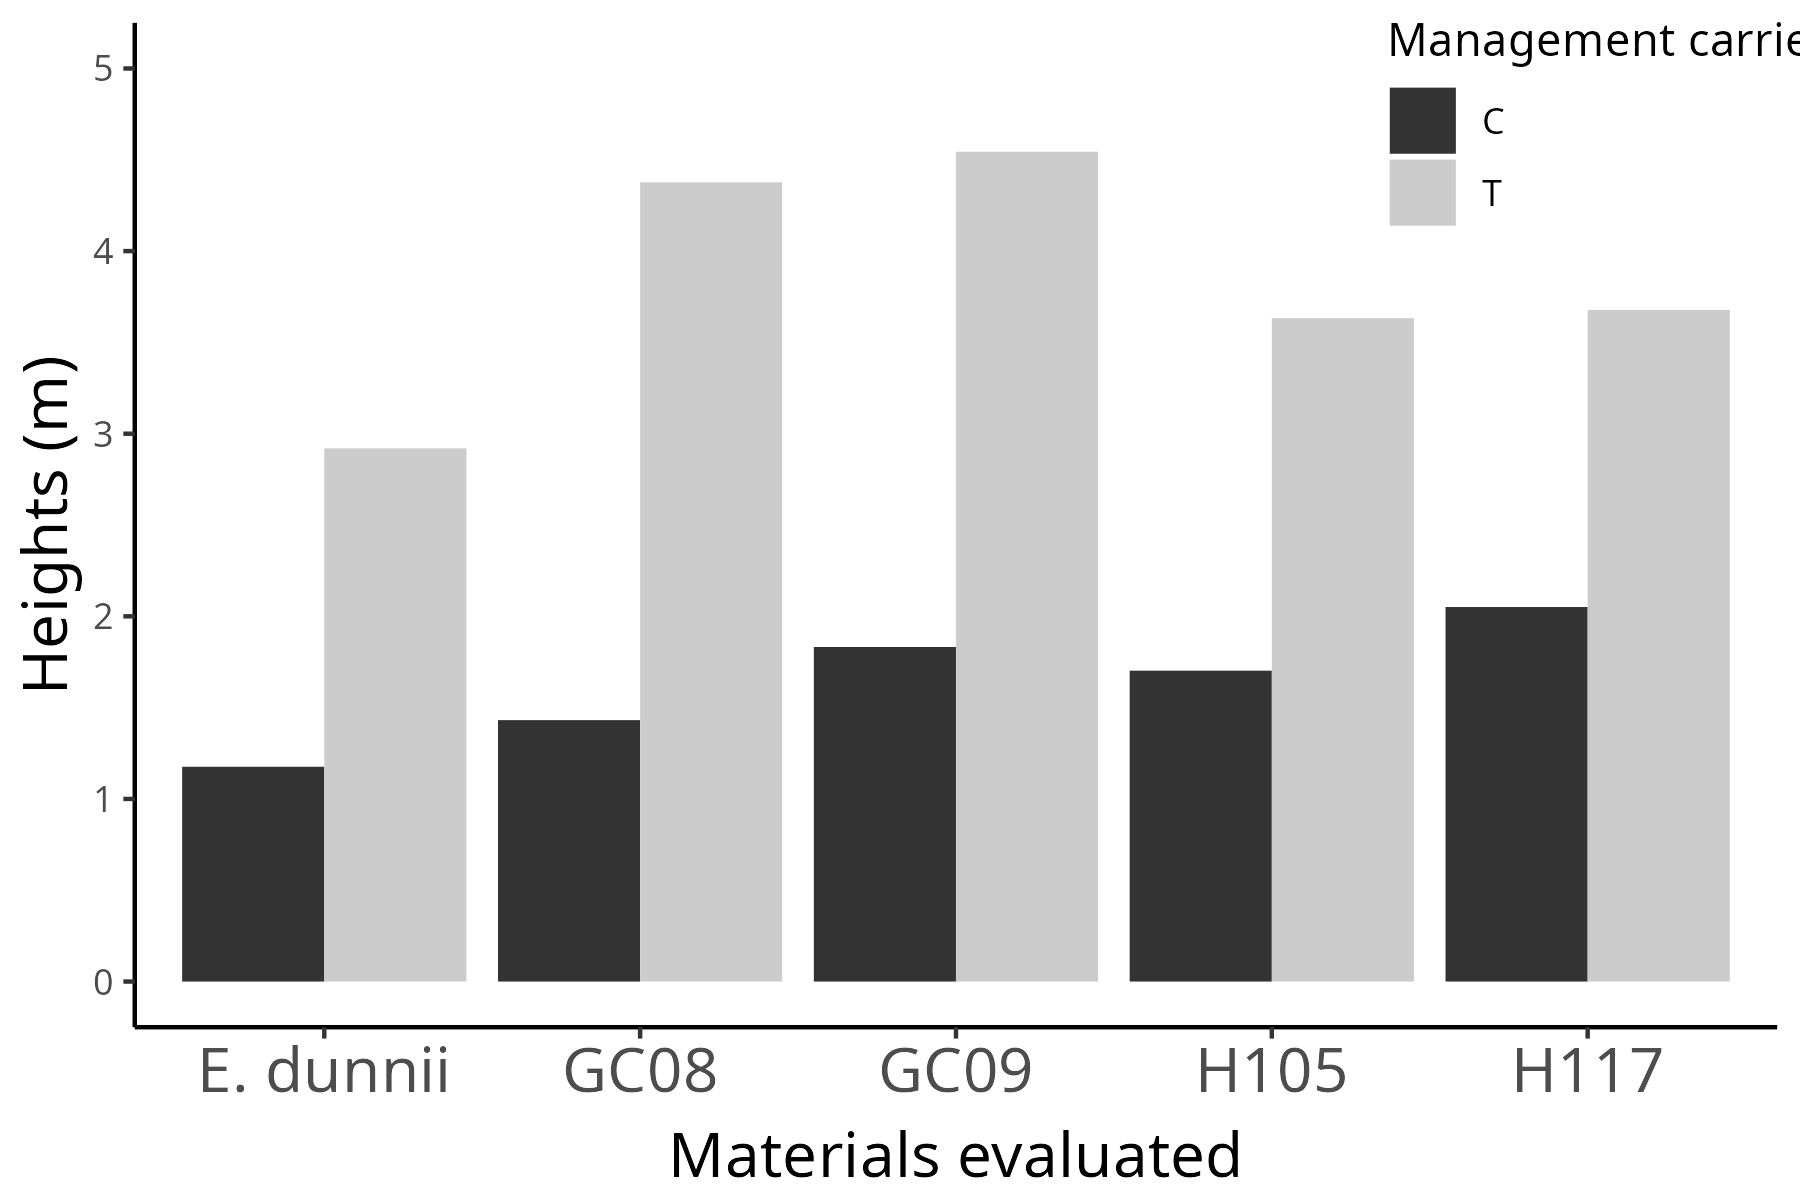 Management carrie
C
T
Heights (m)
5
4
3
2
1
0
E. dunnii GC08 GC09 H105 H117
Materials evaluated